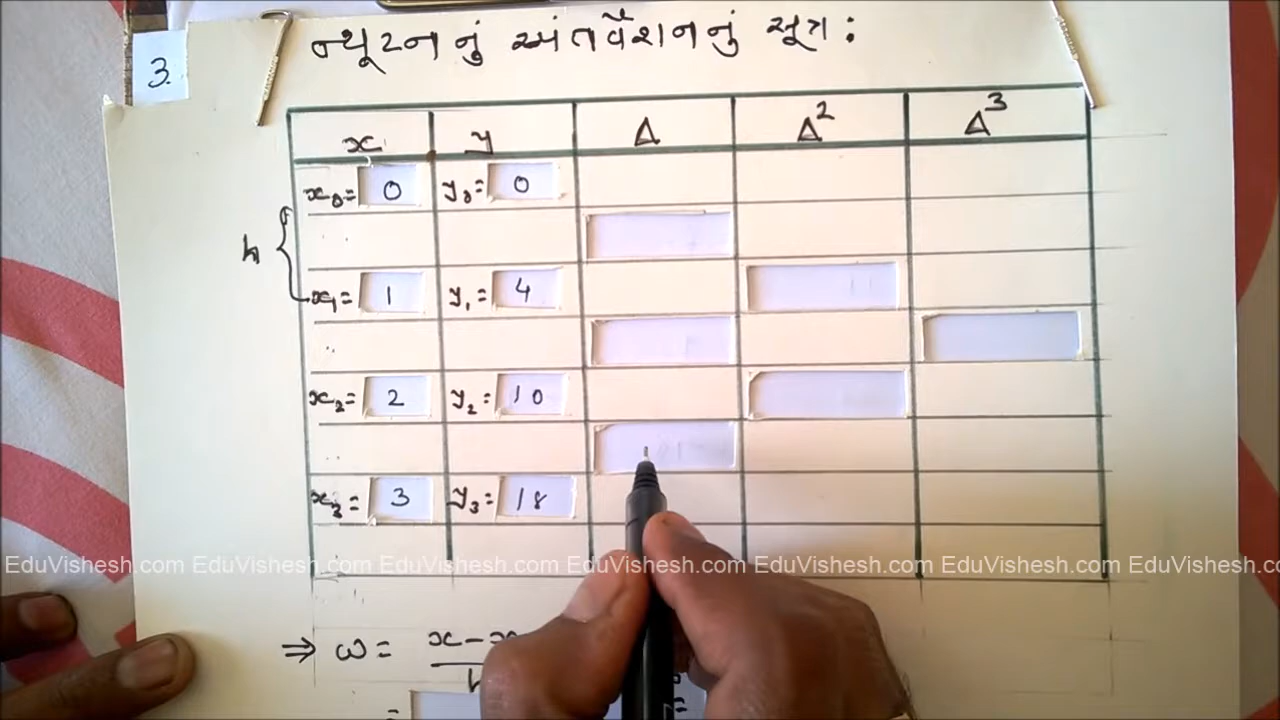 3.
ન્યૂટનનું અંતર્વેશનનું સૂત્ર :
x y Δ Δ² Δ³
x₀ = 0 y₀ = 0
h
x₁ = 1 y₁ = 4
x₂ = 2 y₂ = 10
x₃ = 3 y₃ = 18
EduVishesh.com EduVishesh.com EduVishesh.com EduVishesh.com EduVishesh.com EduVishesh.com EduVishesh.com
⇒ ω = x –
=